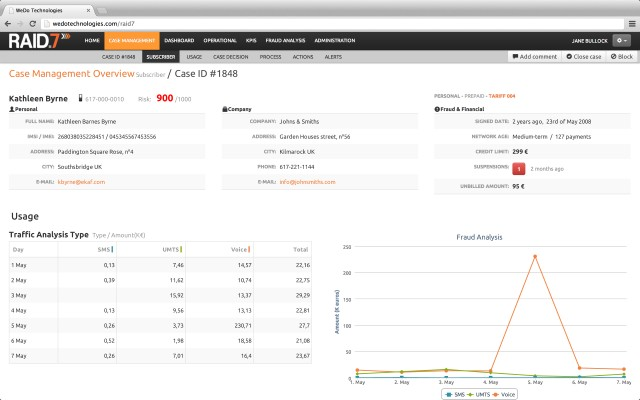 WeDo Technologies
wedotechnologies.com/raid7
RAID.7 HOME CASE MANAGEMENT DASHBOARD OPERATIONAL KPIS FRAUD ANALYSIS ADMINISTRATION JANE BULLOCK
CASE ID #1848 SUBSCRIBER USAGE CASE DECISION PROCESS ACTIONS ALERTS Add comment Close case Block
Case Management Overview Subscriber / Case ID #1848
Kathleen Byrne 617-000-0010 Risk: 900 /1000 PERSONAL - PREPAID - TARIFF 004
Personal Company Fraud & Financial
FULL NAME: Kathleen Barnes Byrne COMPANY: Johns & Smiths SIGNED DATE: 2 years ago, 23rd of May 2008
IMSI / IMEI: 268038035228451 / 045345567453556 ADDRESS: Garden Houses street, nº56 NETWORK AGE: Medium-term / 127 payments
ADDRESS: Paddington Square Rose, nº4 CITY: Kilmarock UK CREDIT LIMIT: 299 €
CITY: Southsbridge UK PHONE: 617-221-1144 SUSPENSIONS: 1 2 months ago
E-MAIL: kbyrne@ekaf.com E-MAIL: info@johnsmiths.com UNBILLED AMOUNT: 95 €
Usage
Traffic Analysis Type Type / Amount(K€)
Day SMS UMTS Voice Total
1 May 0,13 7,46 14,57 22,16
2 May 0,39 11,62 10,74 22,75
3 May 15,92 13,37 29,29
4 May 0,13 9,56 13,13 22,81
5 May 0,26 3,73 230,71 27,7
6 May 0,52 1,98 18,58 21,08
7 May 0,26 7,01 16,4 23,67
Fraud Analysis
Amount (K euros)
250
200
150
100
50
0
1. May 2. May 3. May 4. May 5. May 6. May 7. May
SMS UMTS Voice